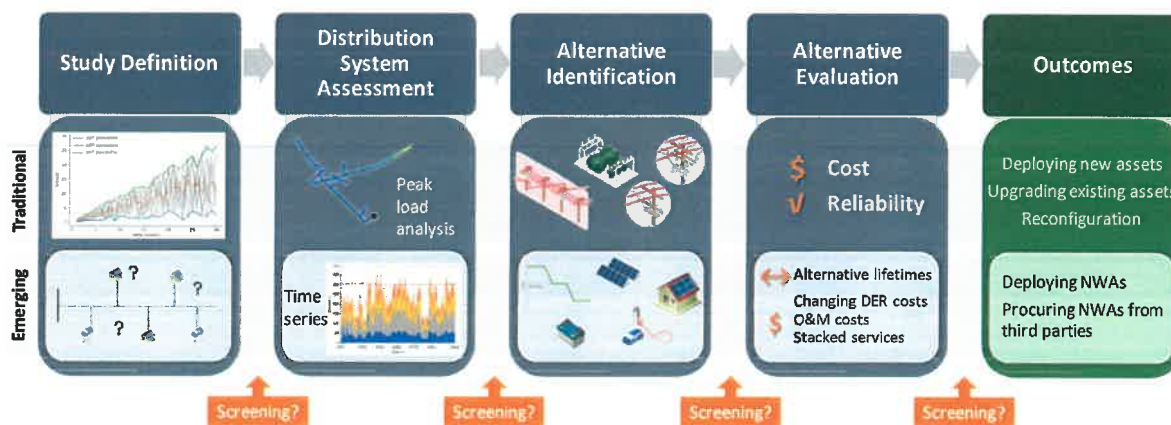 Study Definition
Distribution
System
Assessment
Alternative
Identification
Alternative
Evaluation
Outcomes
Traditional
Peak
load
analysis
$ Cost
√ Reliability
Deploying new assets
Upgrading existing assets
Reconfiguration
Emerging
?
?
?
Time
series
Alternative lifetimes
Changing DER costs
$ O&M costs
Stacked services
Deploying NWAs
Procuring NWAs from
third parties
Screening?
Screening?
Screening?
Screening?